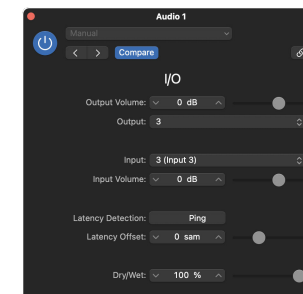 Audio 1
Manual
Compare
I/O
Output Volume: 0 dB
Output: 3
Input: 3 (Input 3)
Input Volume: 0 dB
Latency Detection: Ping
Latency Offset: 0 sam
Dry/Wet: 100 %